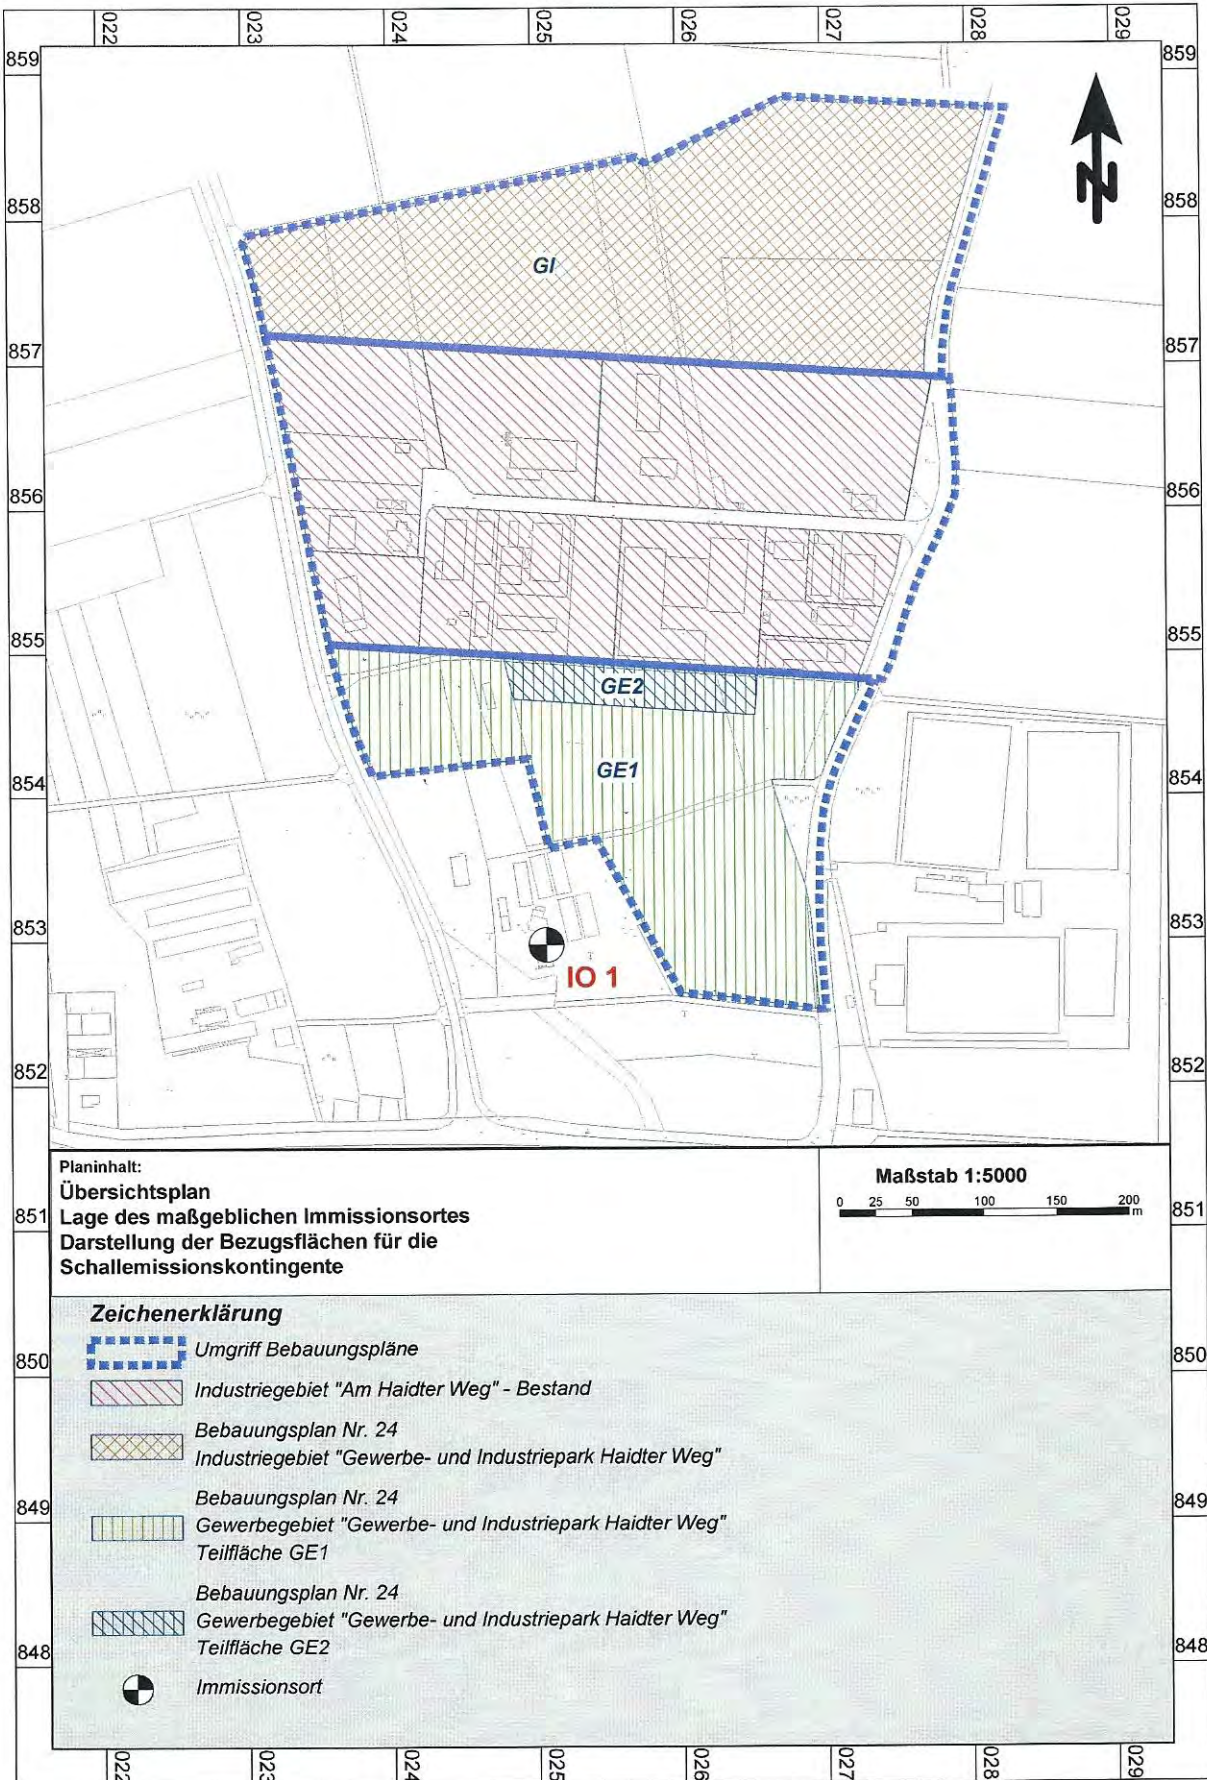 022 023 024 025 026 027 028 029
859 859
N
858 858
GI
857 857
856 856
855 855
GE2
GE1
854 854
853 853
IO 1
852 852
Planinhalt:
Übersichtsplan
Lage des maßgeblichen Immissionsortes
Darstellung der Bezugsflächen für die
Schallemissionskontingente
Maßstab 1:5000
0 25 50 100 150 200
m
851 851
Zeichenerklärung
Umgriff Bebauungspläne
850 850
Industriegebiet "Am Haidter Weg" - Bestand
Bebauungsplan Nr. 24
Industriegebiet "Gewerbe- und Industriepark Haidter Weg"
Bebauungsplan Nr. 24
849 849
Gewerbegebiet "Gewerbe- und Industriepark Haidter Weg"
Teilfläche GE1
Bebauungsplan Nr. 24
Gewerbegebiet "Gewerbe- und Industriepark Haidter Weg"
Teilfläche GE2
848 848
Immissionsort
022 023 024 025 026 027 028 029